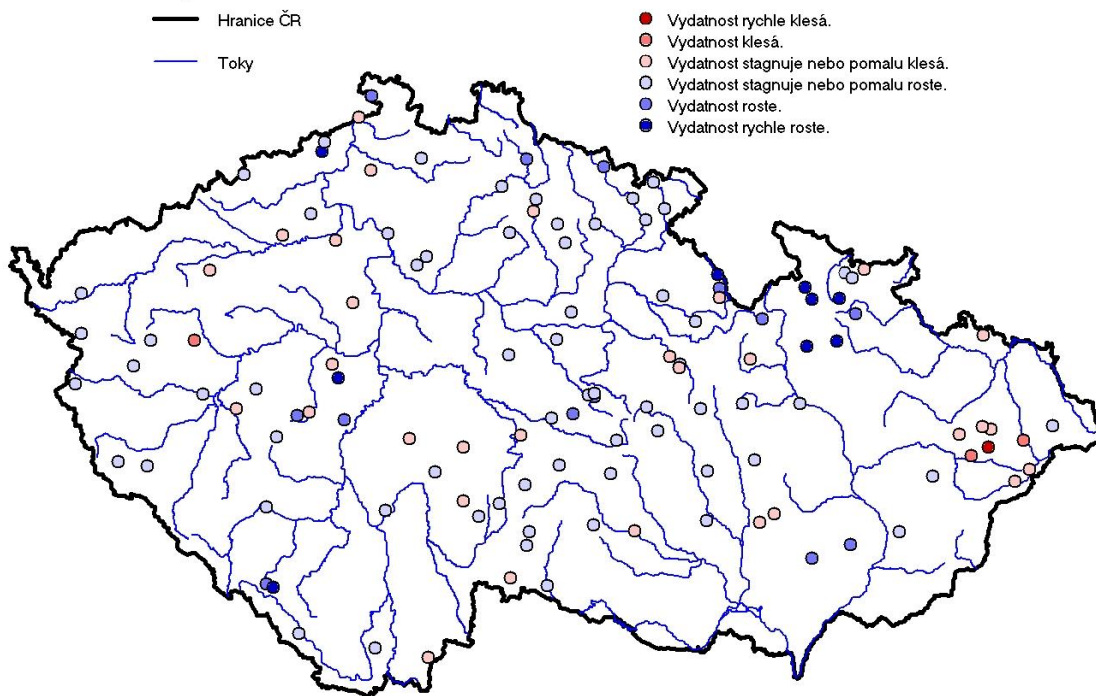 Hranice ČR
Toky
Vydatnost rychle klesá.
Vydatnost klesá.
Vydatnost stagnuje nebo pomalu klesá.
Vydatnost stagnuje nebo pomalu roste.
Vydatnost roste.
Vydatnost rychle roste.